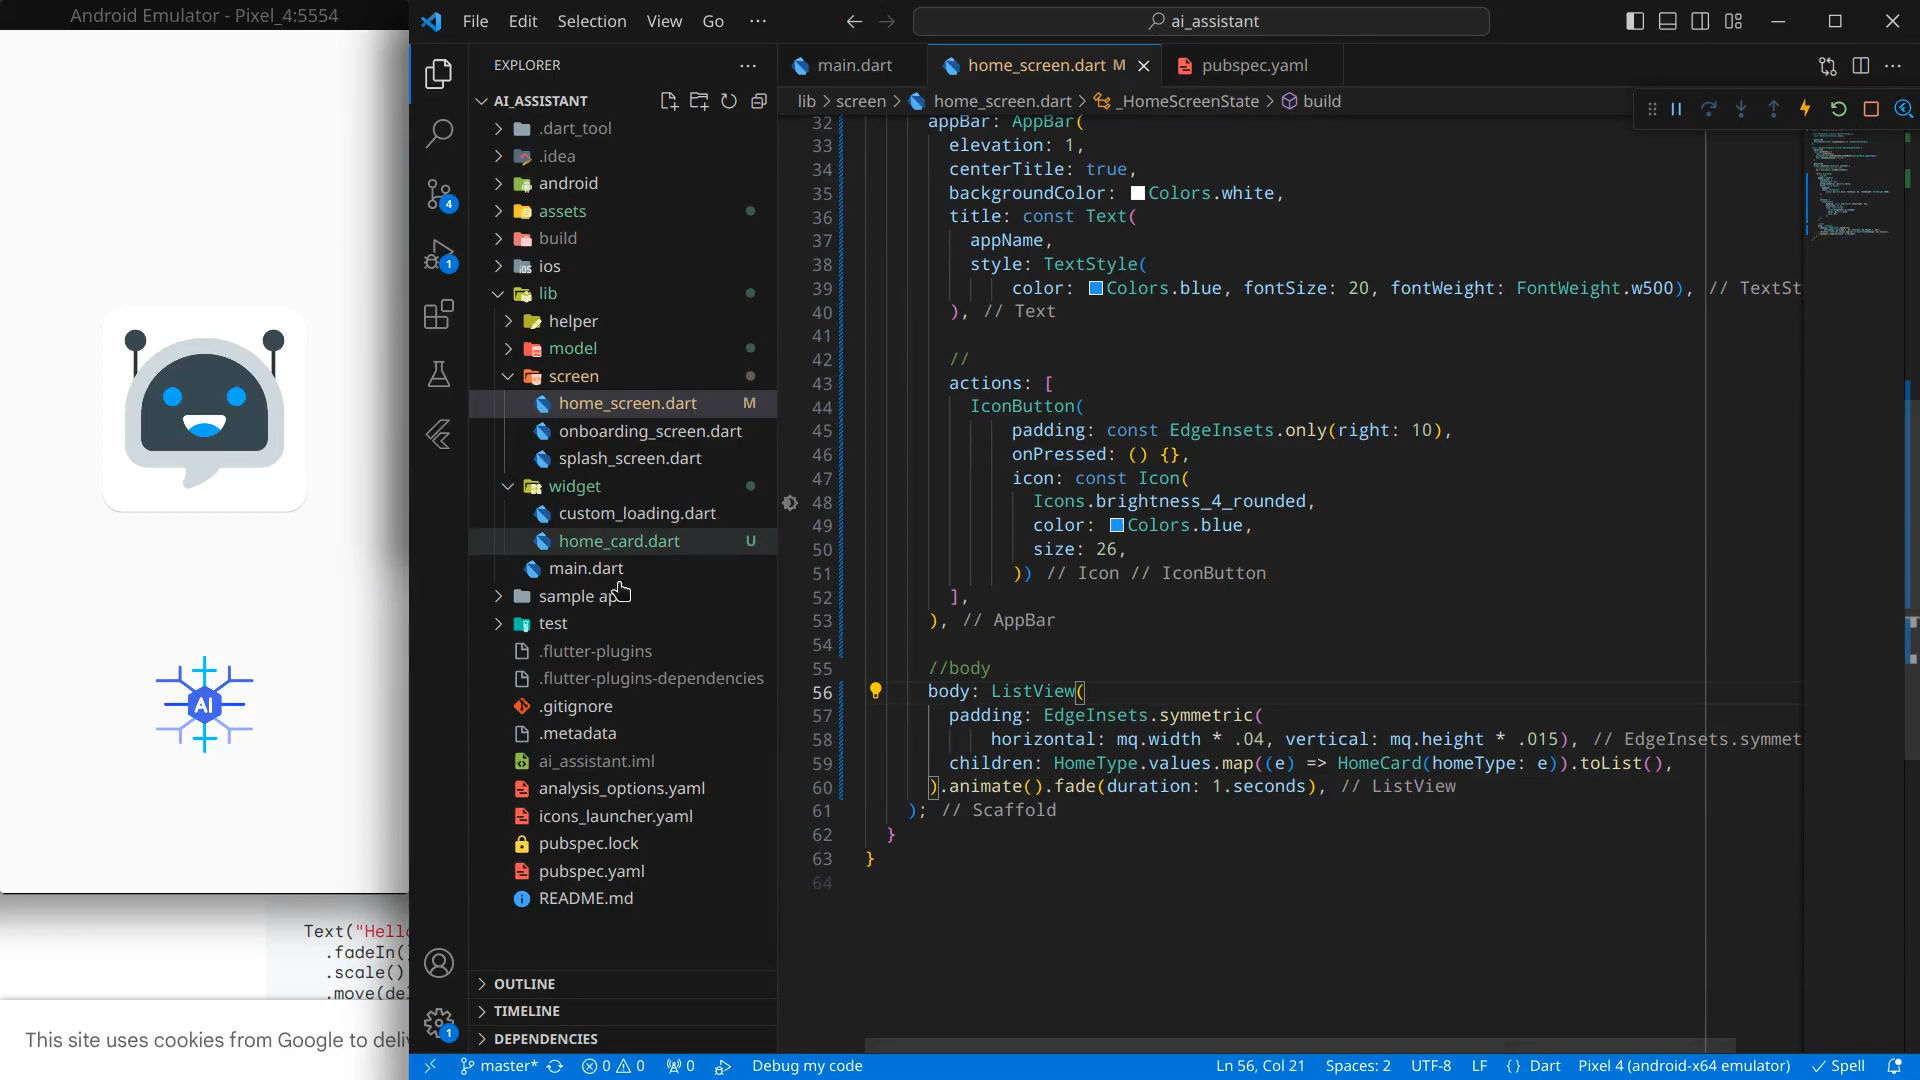 Android Emulator - Pixel_4:5554
AI
Text("Hello
.fadeIn()
.scale()
.move(del
This site uses cookies from Google to deli
File Edit Selection View Go ···
ai_assistant
EXPLORER
AI_ASSISTANT
.dart_tool
.idea
android
assets
build
ios
lib
helper
model
screen
home_screen.dart M
onboarding_screen.dart
splash_screen.dart
widget
custom_loading.dart
home_card.dart U
main.dart
sample ap
test
.flutter-plugins
.flutter-plugins-dependencies
.gitignore
.metadata
ai_assistant.iml
analysis_options.yaml
icons_launcher.yaml
pubspec.lock
pubspec.yaml
README.md
OUTLINE
TIMELINE
DEPENDENCIES
4
1
1
main.dart home_screen.dart M pubspec.yaml
lib > screen > home_screen.dart > _HomeScreenState > build
32 appBar: AppBar(
33 elevation: 1,
34 centerTitle: true,
35 backgroundColor: Colors.white,
36 title: const Text(
37 appName,
38 style: TextStyle(
39 color: Colors.blue, fontSize: 20, fontWeight: FontWeight.w500), // TextSt
40 ), // Text
41
42 //
43 actions: [
44 IconButton(
45 padding: const EdgeInsets.only(right: 10),
46 onPressed: () {},
47 icon: const Icon(
48 Icons.brightness_4_rounded,
49 color: Colors.blue,
50 size: 26,
51 )) // Icon // IconButton
52 ],
53 ), // AppBar
54
55 //body
56 body: ListView(
57 padding: EdgeInsets.symmetric(
58 horizontal: mq.width * .04, vertical: mq.height * .015), // EdgeInsets.symmet
59 children: HomeType.values.map((e) => HomeCard(homeType: e)).toList(),
60 ).animate().fade(duration: 1.seconds), // ListView
61 ); // Scaffold
62 }
63 }
64
master* 0 0 0 Debug my code Ln 56, Col 21 Spaces: 2 UTF-8 LF {} Dart Pixel 4 (android-x64 emulator) Spell